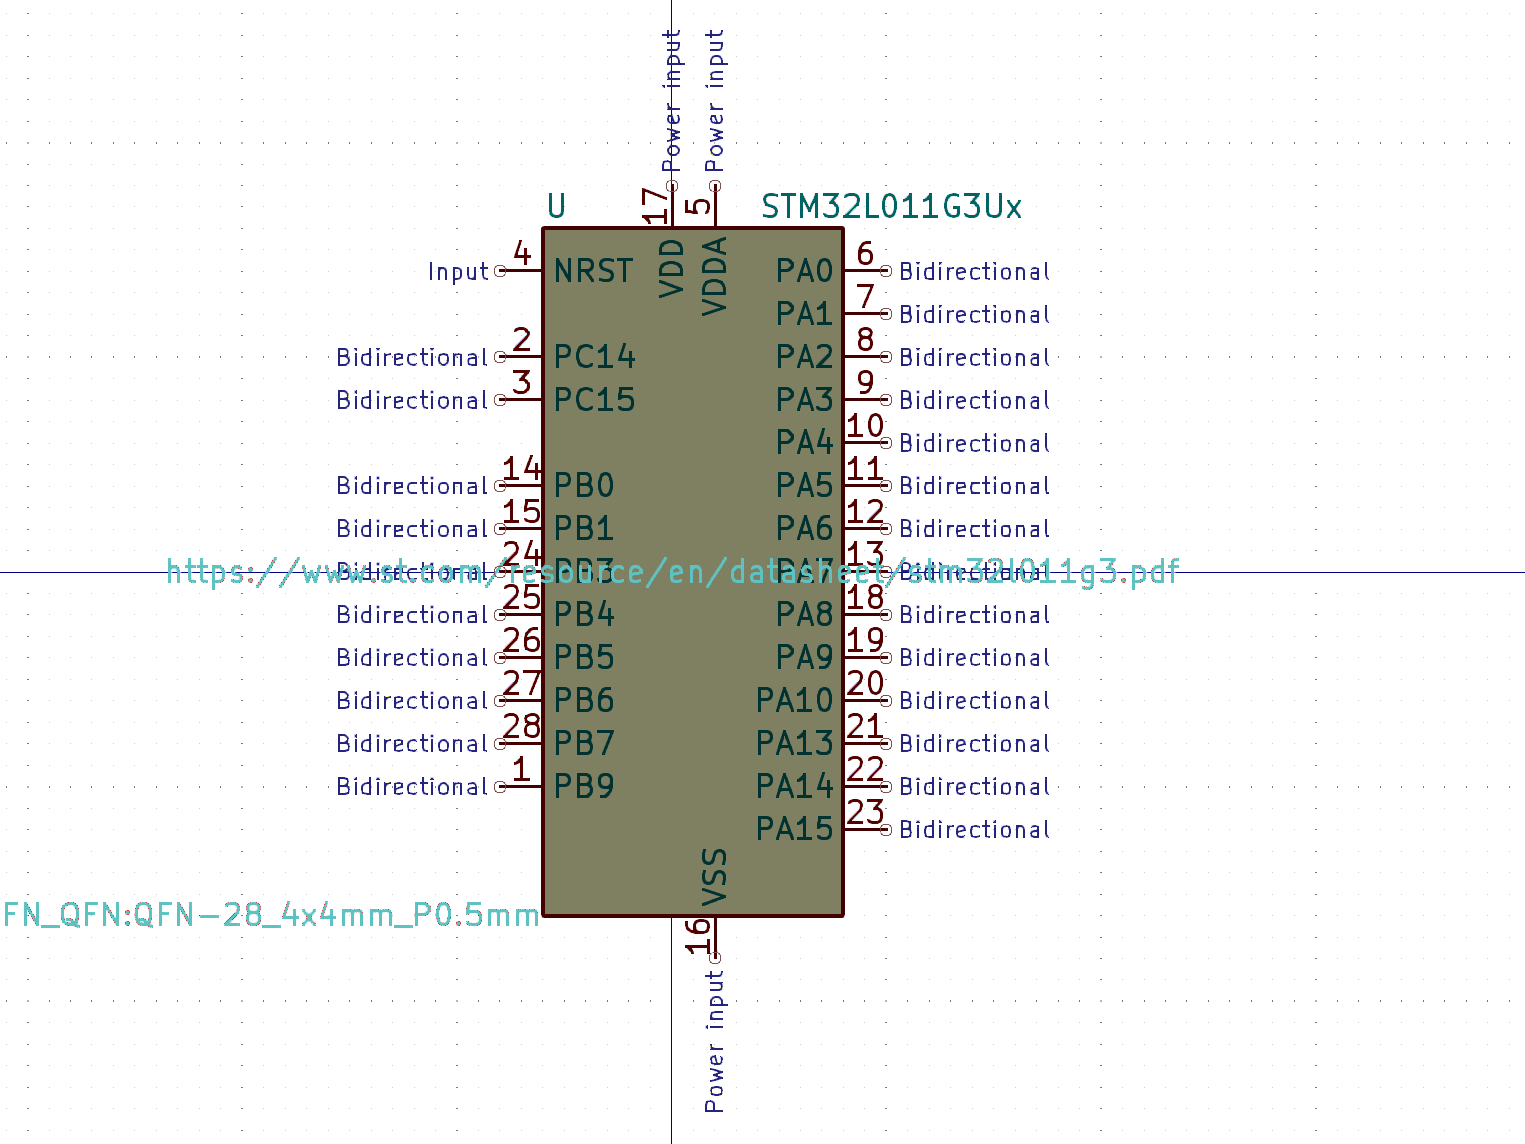 Power input
Power input
17
5
U
STM32L011G3Ux
VDD
VDDA
Input
4
NRST
PA0
6
Bidirectional
PA1
7
Bidirectional
Bidirectional
2
PC14
PA2
8
Bidirectional
Bidirectional
3
PC15
PA3
9
Bidirectional
PA4
10
Bidirectional
Bidirectional
14
PB0
PA5
11
Bidirectional
Bidirectional
15
PB1
PA6
12
Bidirectional
Bidirectional
24
PB3
PA7
13
Bidirectional
https://www.st.com/resource/en/datasheet/stm32l011g3.pdf
Bidirectional
25
PB4
PA8
18
Bidirectional
Bidirectional
26
PB5
PA9
19
Bidirectional
Bidirectional
27
PB6
PA10
20
Bidirectional
Bidirectional
28
PB7
PA13
21
Bidirectional
Bidirectional
1
PB9
PA14
22
Bidirectional
PA15
23
Bidirectional
VSS
FN_QFN:QFN-28_4x4mm_P0.5mm
16
Power input